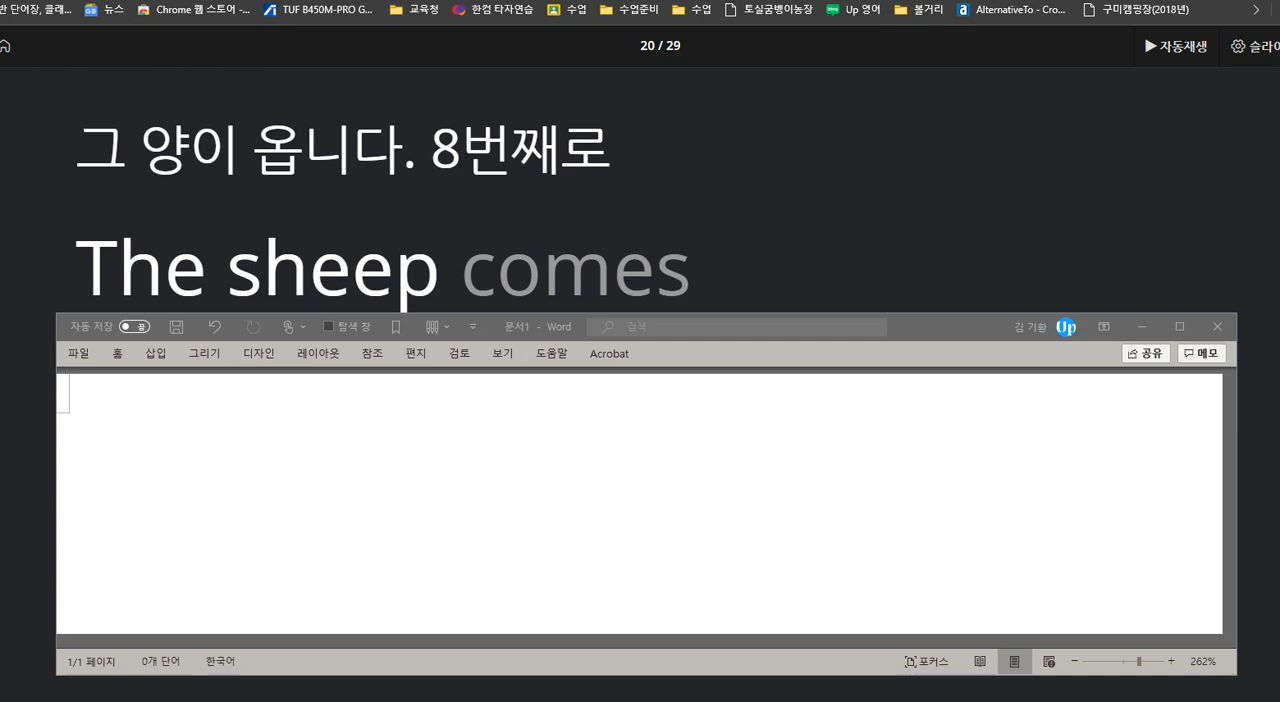 반 단어장, 클래... 뉴스 Chrome 웹 스토어 -... TUF B450M-PRO G... 교육청 한컴 타자연습 수업 수업준비 수업 토실굼벵이농장 Up 영어 볼거리 AlternativeTo - Cro... 구미캠핑장(2018년)
20 / 29 자동재생 슬라이
그 양이 옵니다. 8번째로
The sheep comes
자동 저장 끔 탐색 창 문서1 - Word 검색 김 기환 Up
파일 홈 삽입 그리기 디자인 레이아웃 참조 편지 검토 보기 도움말 Acrobat 공유 메모
1/1 페이지 0개 단어 한국어 포커스 262%